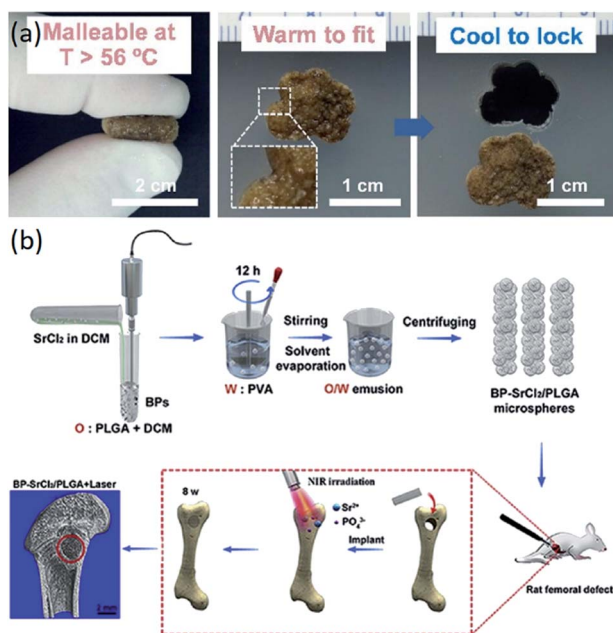 (a)
Malleable at
T > 56 ºC
2 cm
Warm to fit
1 cm
Cool to lock
1 cm
(b)
SrCl₂ in DCM
BPs
O : PLGA + DCM
12 h
W : PVA
Stirring
Solvent
evaporation
O/W emusion
Centrifuging
BP-SrCl₂/PLGA
microspheres
Rat femoral defect
NIR irradiation
Sr²⁺
PO₄³⁻
Implant
8 w
BP-SrCl₂/PLGA+Laser
2 mm